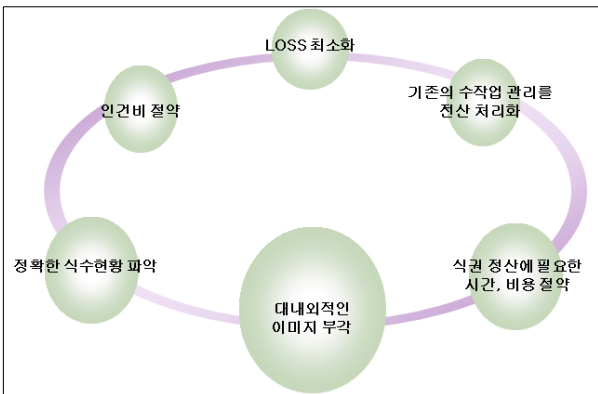 LOSS 최소화
기존의 수작업 관리를
전산 처리화
인건비 절약
정확한 식수현황 파악
식권 정산에 필요한
시간, 비용 절약
대내외적인
이미지 부각